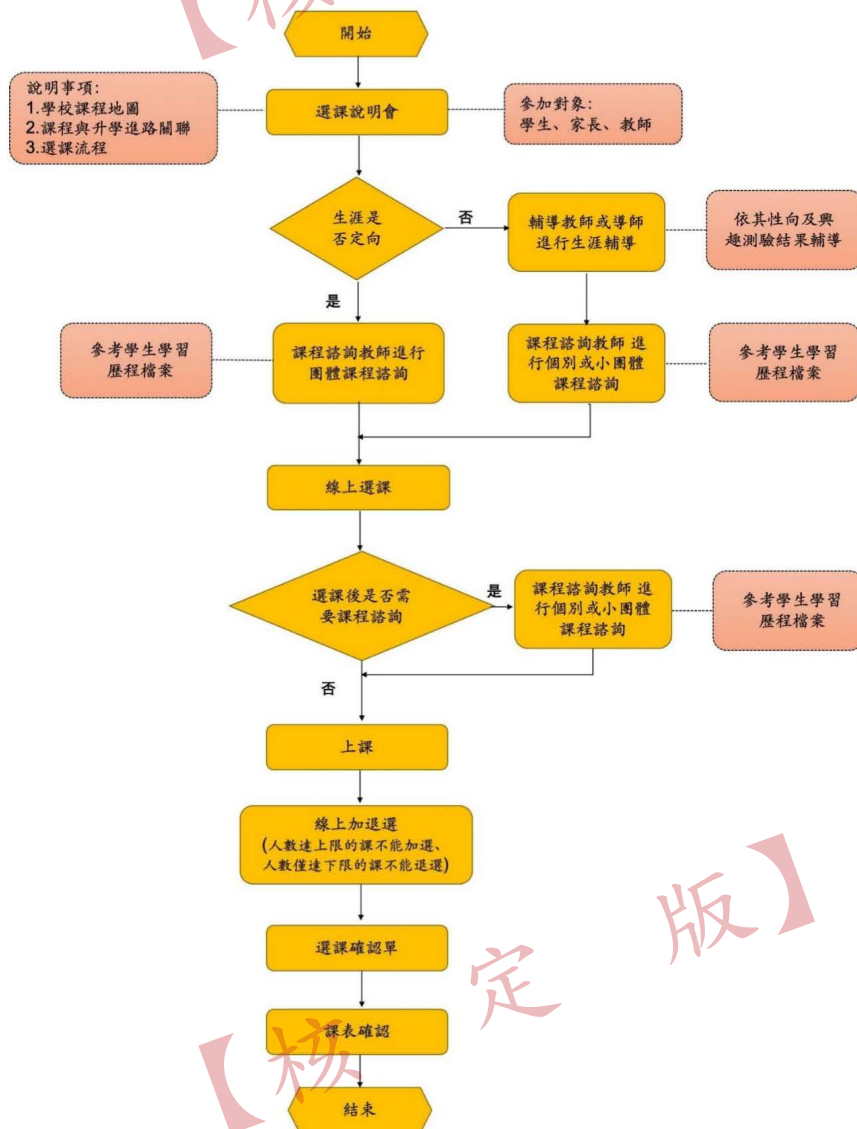 【核
開始
說明事項:
1.學校課程地圖
2.課程與升學進路關聯
3.選課流程
選課說明會
參加對象:
學生、家長、教師
生涯是
否定向
否
輔導教師或導師
進行生涯輔導
依其性向及興
趣測驗結果輔導
是
參考學生學習
歷程檔案
課程諮詢教師進行
團體課程諮詢
課程諮詢教師 進
行個別或小團體
課程諮詢
參考學生學習
歷程檔案
線上選課
選課後是否需
要課程諮詢
是
課程諮詢教師 進
行個別或小團體
課程諮詢
參考學生學習
歷程檔案
否
上課
線上加退選
(人數達上限的課不能加選、
人數僅達下限的課不能退選)
選課確認單
課表確認
結束
【核定版】